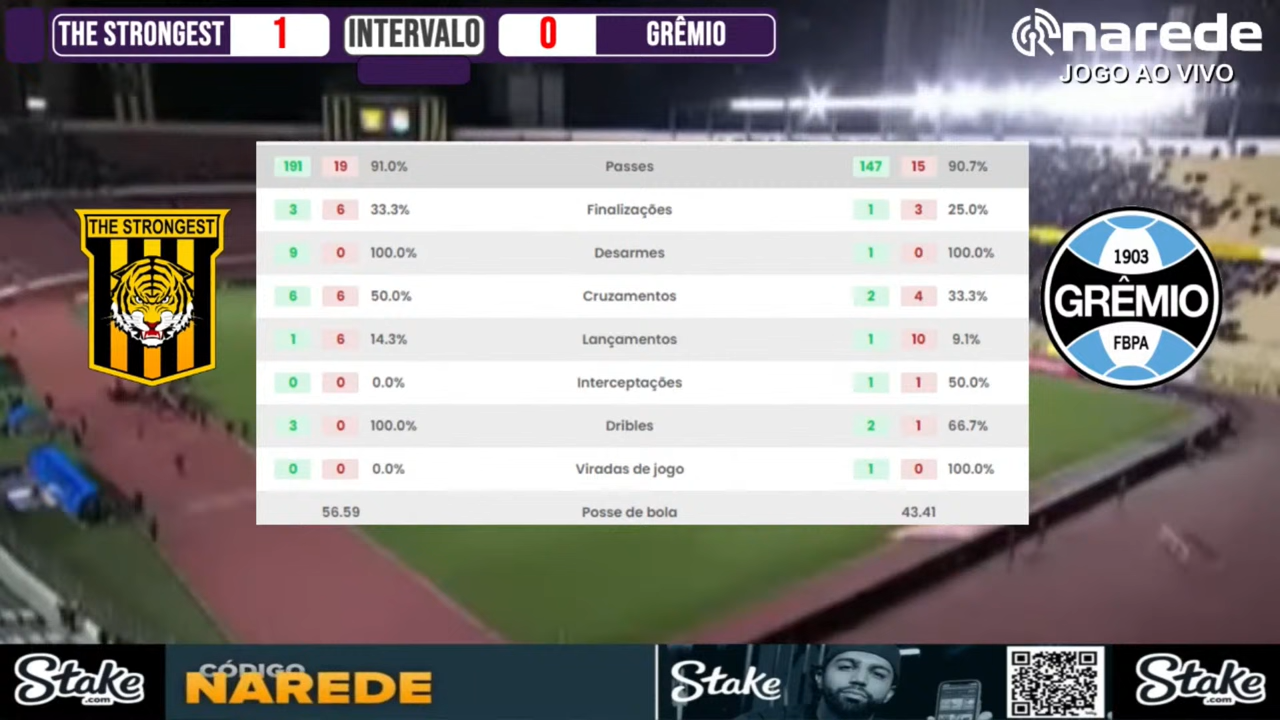 THE STRONGEST 1 INTERVALO 0 GRÊMIO
narede
JOGO AO VIVO
191 19 91.0% Passes 147 15 90.7%
3 6 33.3% Finalizações 1 3 25.0%
9 0 100.0% Desarmes 1 0 100.0%
6 6 50.0% Cruzamentos 2 4 33.3%
1 6 14.3% Lançamentos 1 10 9.1%
0 0 0.0% Interceptações 1 1 50.0%
3 0 100.0% Dribles 2 1 66.7%
0 0 0.0% Viradas de jogo 1 0 100.0%
56.59 Posse de bola 43.41
THE STRONGEST
1903
GRÊMIO
FBPA
Stake
.com
CÓDIGO
NAREDE
Stake
Stake
.com